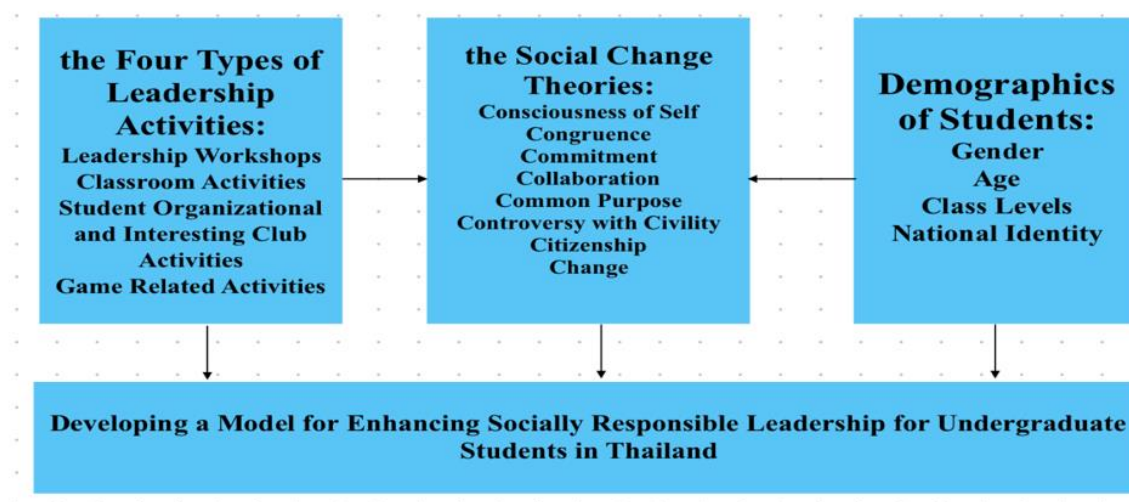 the Four Types of
Leadership
Activities:
Leadership Workshops
Classroom Activities
Student Organizational
and Interesting Club
Activities
Game Related Activities
the Social Change
Theories:
Consciousness of Self
Congruence
Commitment
Collaboration
Common Purpose
Controversy with Civility
Citizenship
Change
Demographics
of Students:
Gender
Age
Class Levels
National Identity
Developing a Model for Enhancing Socially Responsible Leadership for Undergraduate
Students in Thailand